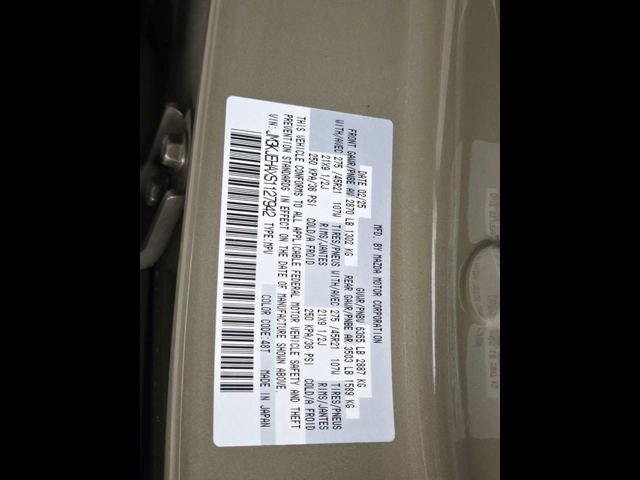 MFD. BY MAZDA MOTOR CORPORATION
DATE 02/25 GVWR/PNBV 6365 LB 2887 KG
FRONT GAWR/PNBE AV 2870 LB 1302 KG REAR GAWR/PNBE AR 3503 LB 1589 KG
WITH/AVEC 275 /45R21 107W TIRES/PNEUS WITH/AVEC 275 /45R21 107W TIRES/PNEUS
21X9 1/2J RIMS/JANTES 21X9 1/2J RIMS/JANTES
250 KPA/36 PSI COLD/A FROID 250 KPA/36 PSI COLD/A FROID
THIS VEHICLE CONFORMS TO ALL APPLICABLE FEDERAL MOTOR VEHICLE SAFETY AND THEFT
PREVENTION STANDARDS IN EFFECT ON THE DATE OF MANUFACTURE SHOWN ABOVE.
VIN: JM3KJEHAXS1127942 TYPE:MPV COLOR CODE:48T MADE IN JAPAN